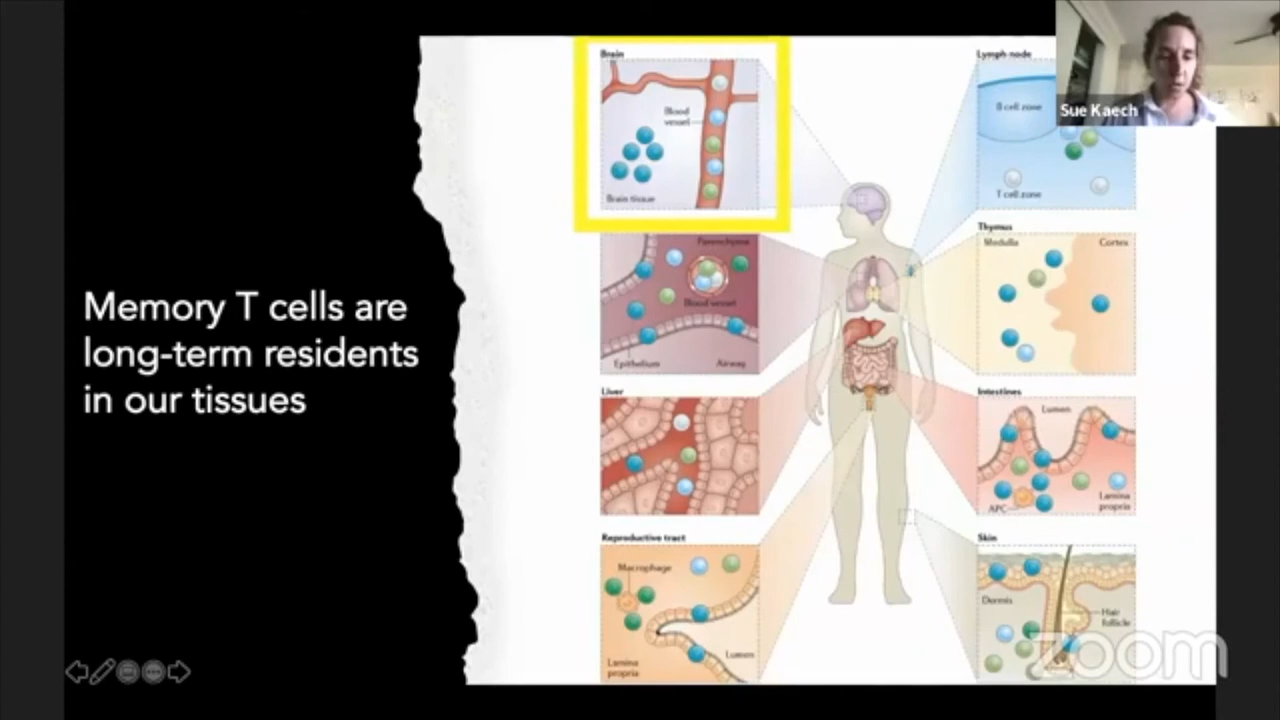 Memory T cells are
long-term residents
in our tissues
Brain
Blood
vessel
Brain tissue
Parenchyma
Blood vessel
Epithelium
Airway
Liver
Reproductive tract
Macrophage
Lamina
propria
Lumen
Lymph node
B cell zone
T cell zone
Thymus
Medulla
Cortex
Intestines
Lumen
APC
Lamina
propria
Skin
Dermis
Hair
follicle
Sue Kaech
zoom